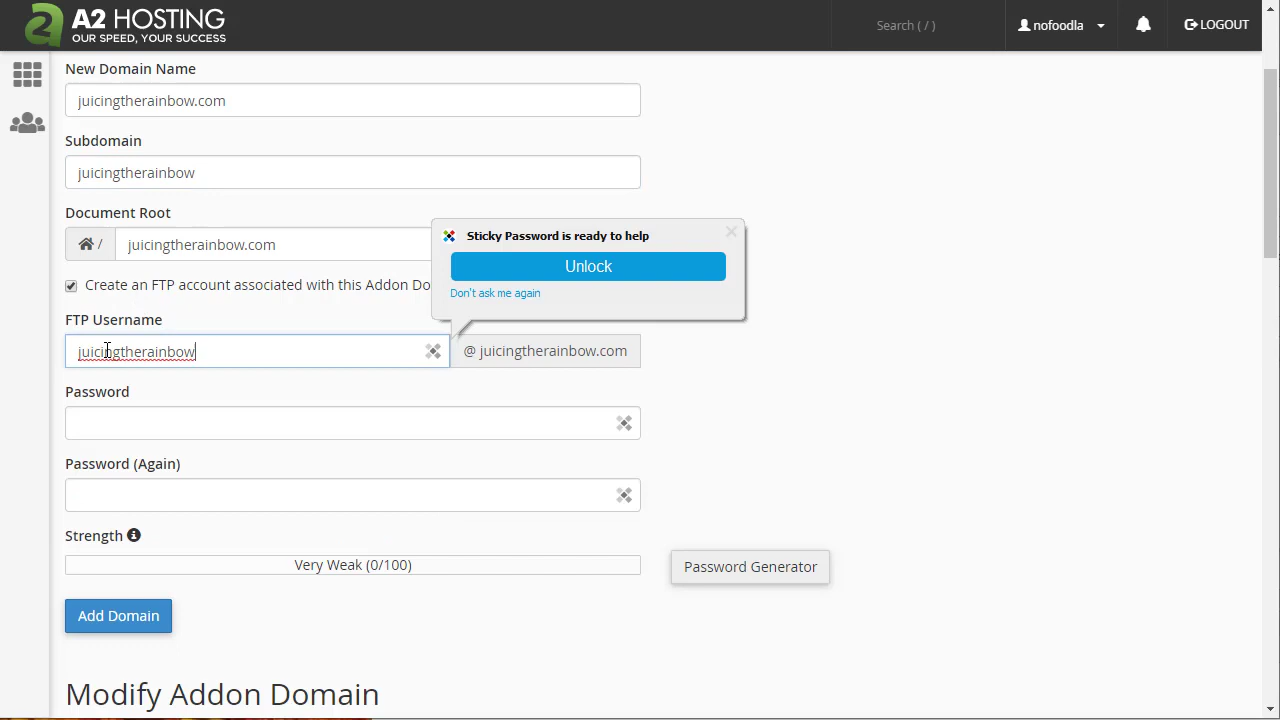 A2 HOSTING
OUR SPEED, YOUR SUCCESS
Search ( / )
nofoodla
LOGOUT
New Domain Name
juicingtherainbow.com
Subdomain
juicingtherainbow
Document Root
/ juicingtherainbow.com
Sticky Password is ready to help
Unlock
Don't ask me again
Create an FTP account associated with this Addon Do
FTP Username
juicingtherainbow
@ juicingtherainbow.com
Password
Password (Again)
Strength
Very Weak (0/100)
Password Generator
Add Domain
Modify Addon Domain